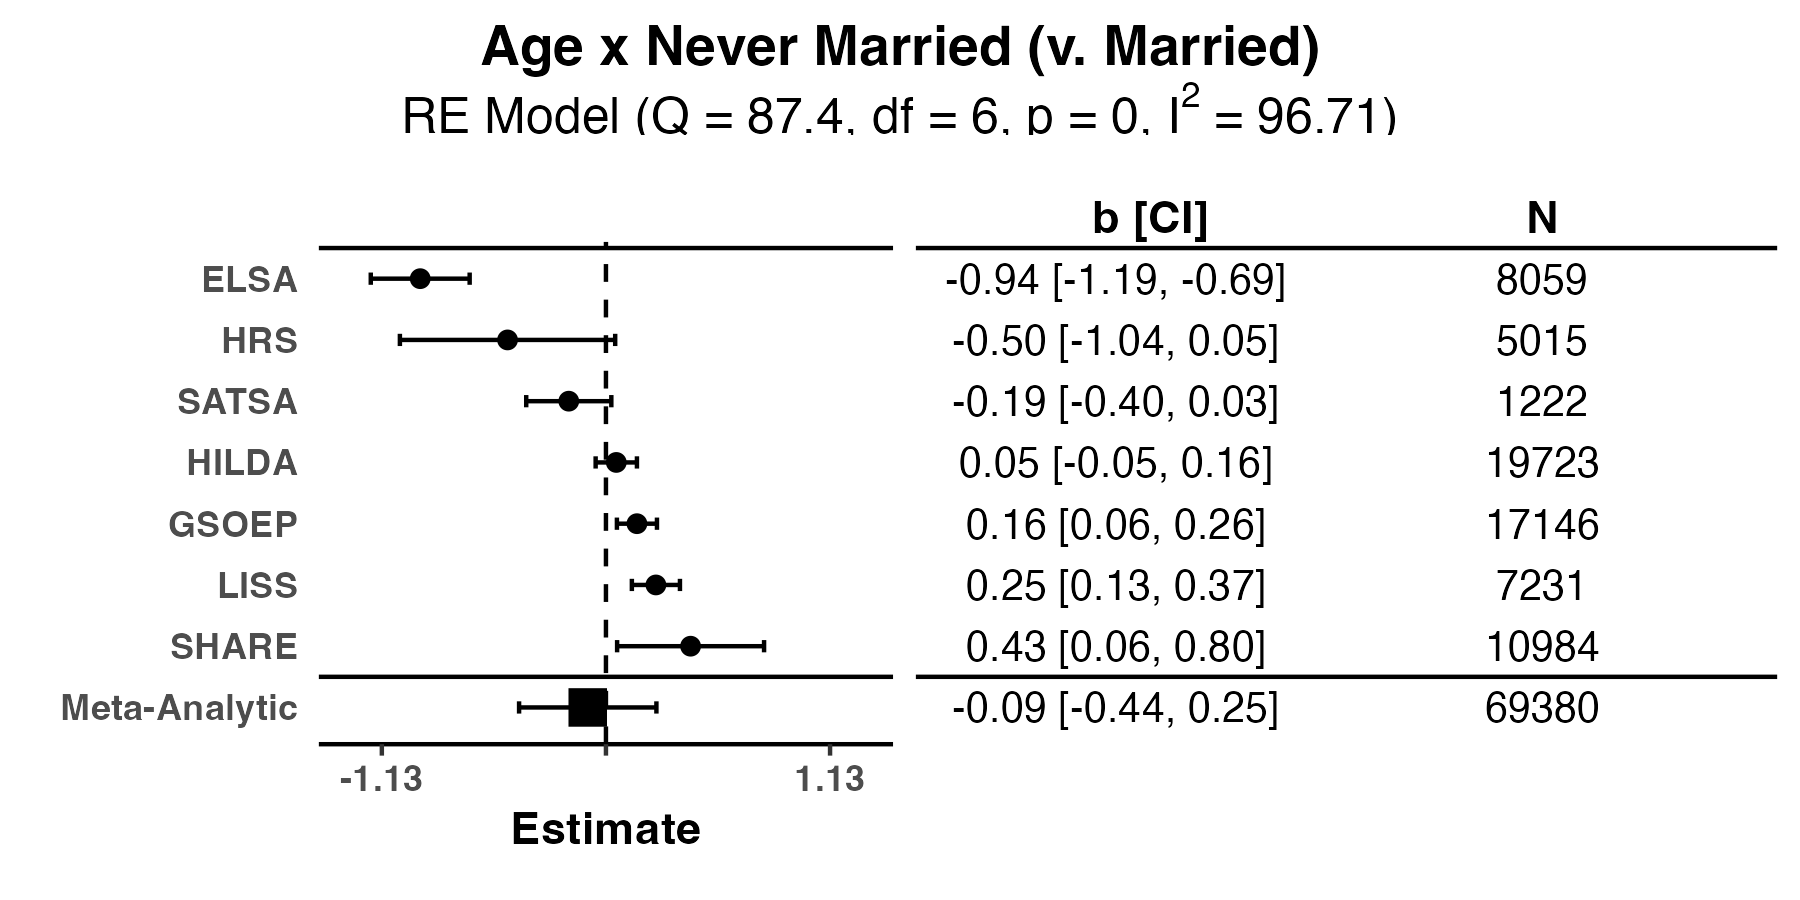 Age x Never Married (v. Married)
RE Model (Q = 87.4, df = 6, p = 0, I² = 96.71)
b [CI] N
ELSA -0.94 [-1.19, -0.69] 8059
HRS -0.50 [-1.04, 0.05] 5015
SATSA -0.19 [-0.40, 0.03] 1222
HILDA 0.05 [-0.05, 0.16] 19723
GSOEP 0.16 [0.06, 0.26] 17146
LISS 0.25 [0.13, 0.37] 7231
SHARE 0.43 [0.06, 0.80] 10984
Meta-Analytic -0.09 [-0.44, 0.25] 69380
-1.13 1.13
Estimate